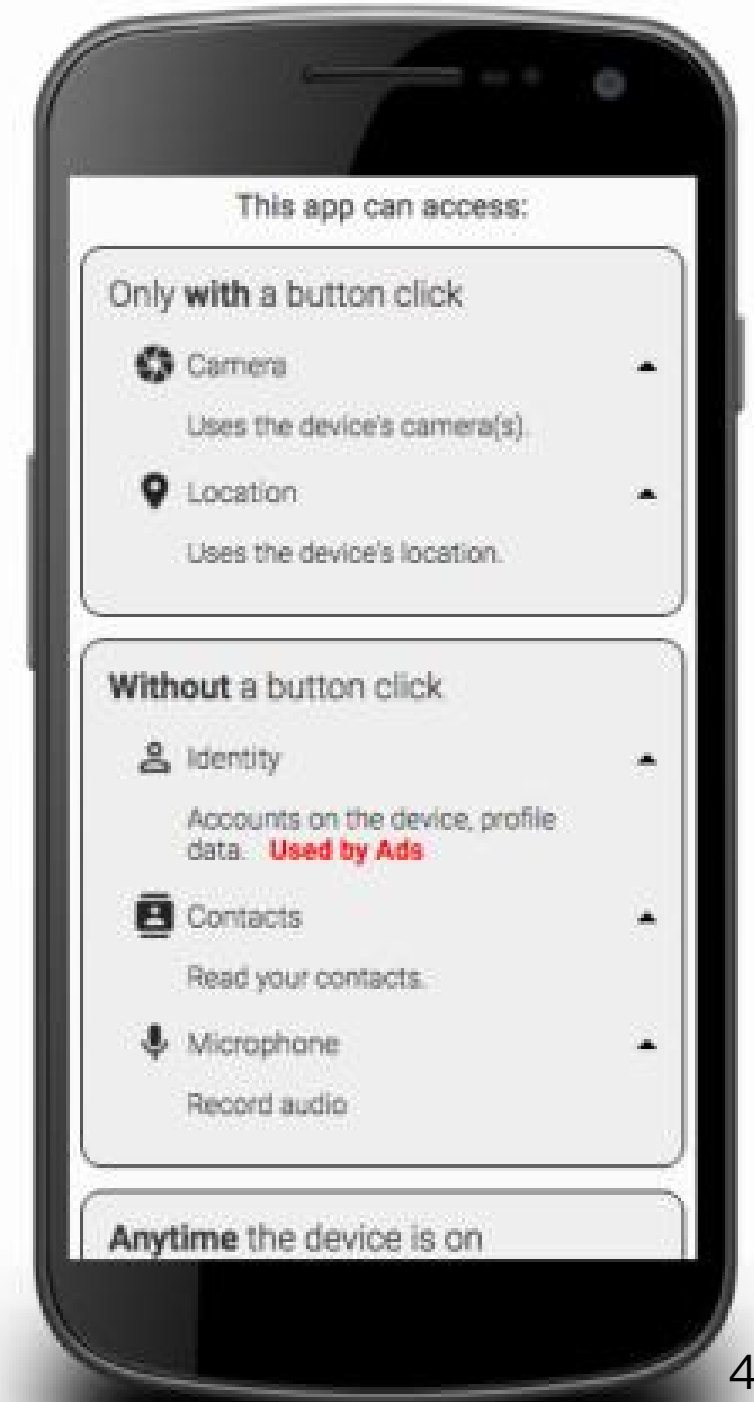 This app can access:
Only with a button click
Camera
Uses the device's camera(s).
Location
Uses the device's location.
Without a button click
Identity
Accounts on the device, profile
data. Used by Ads
Contacts
Read your contacts.
Microphone
Record audio
Anytime the device is on
4